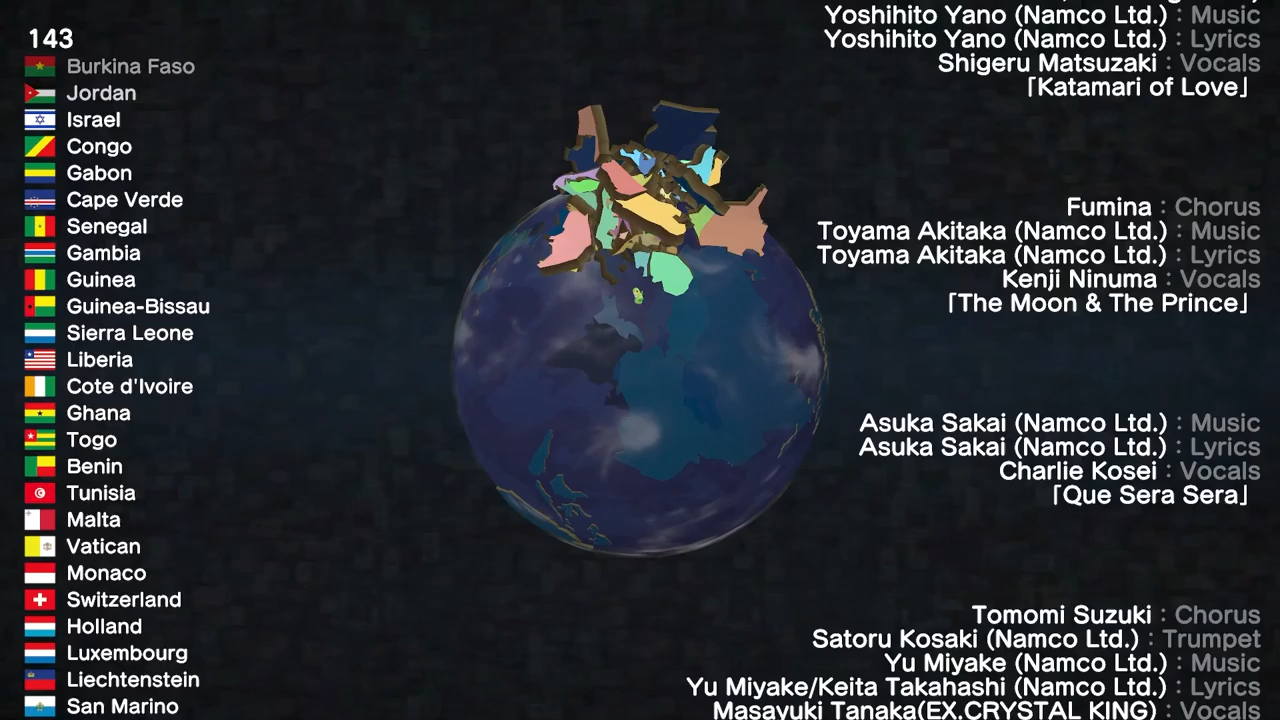 143
Burkina Faso
Jordan
Israel
Congo
Gabon
Cape Verde
Senegal
Gambia
Guinea
Guinea-Bissau
Sierra Leone
Liberia
Cote d'Ivoire
Ghana
Togo
Benin
Tunisia
Malta
Vatican
Monaco
Switzerland
Holland
Luxembourg
Liechtenstein
San Marino
Yoshihito Yano (Namco Ltd.) : Music
Yoshihito Yano (Namco Ltd.) : Lyrics
Shigeru Matsuzaki : Vocals
「Katamari of Love」
Fumina : Chorus
Toyama Akitaka (Namco Ltd.) : Music
Toyama Akitaka (Namco Ltd.) : Lyrics
Kenji Ninuma : Vocals
「The Moon & The Prince」
Asuka Sakai (Namco Ltd.) : Music
Asuka Sakai (Namco Ltd.) : Lyrics
Charlie Kosei : Vocals
「Que Sera Sera」
Tomomi Suzuki : Chorus
Satoru Kosaki (Namco Ltd.) : Trumpet
Yu Miyake (Namco Ltd.) : Music
Yu Miyake/Keita Takahashi (Namco Ltd.) : Lyrics
Masayuki Tanaka(EX.CRYSTAL KING) : Vocals